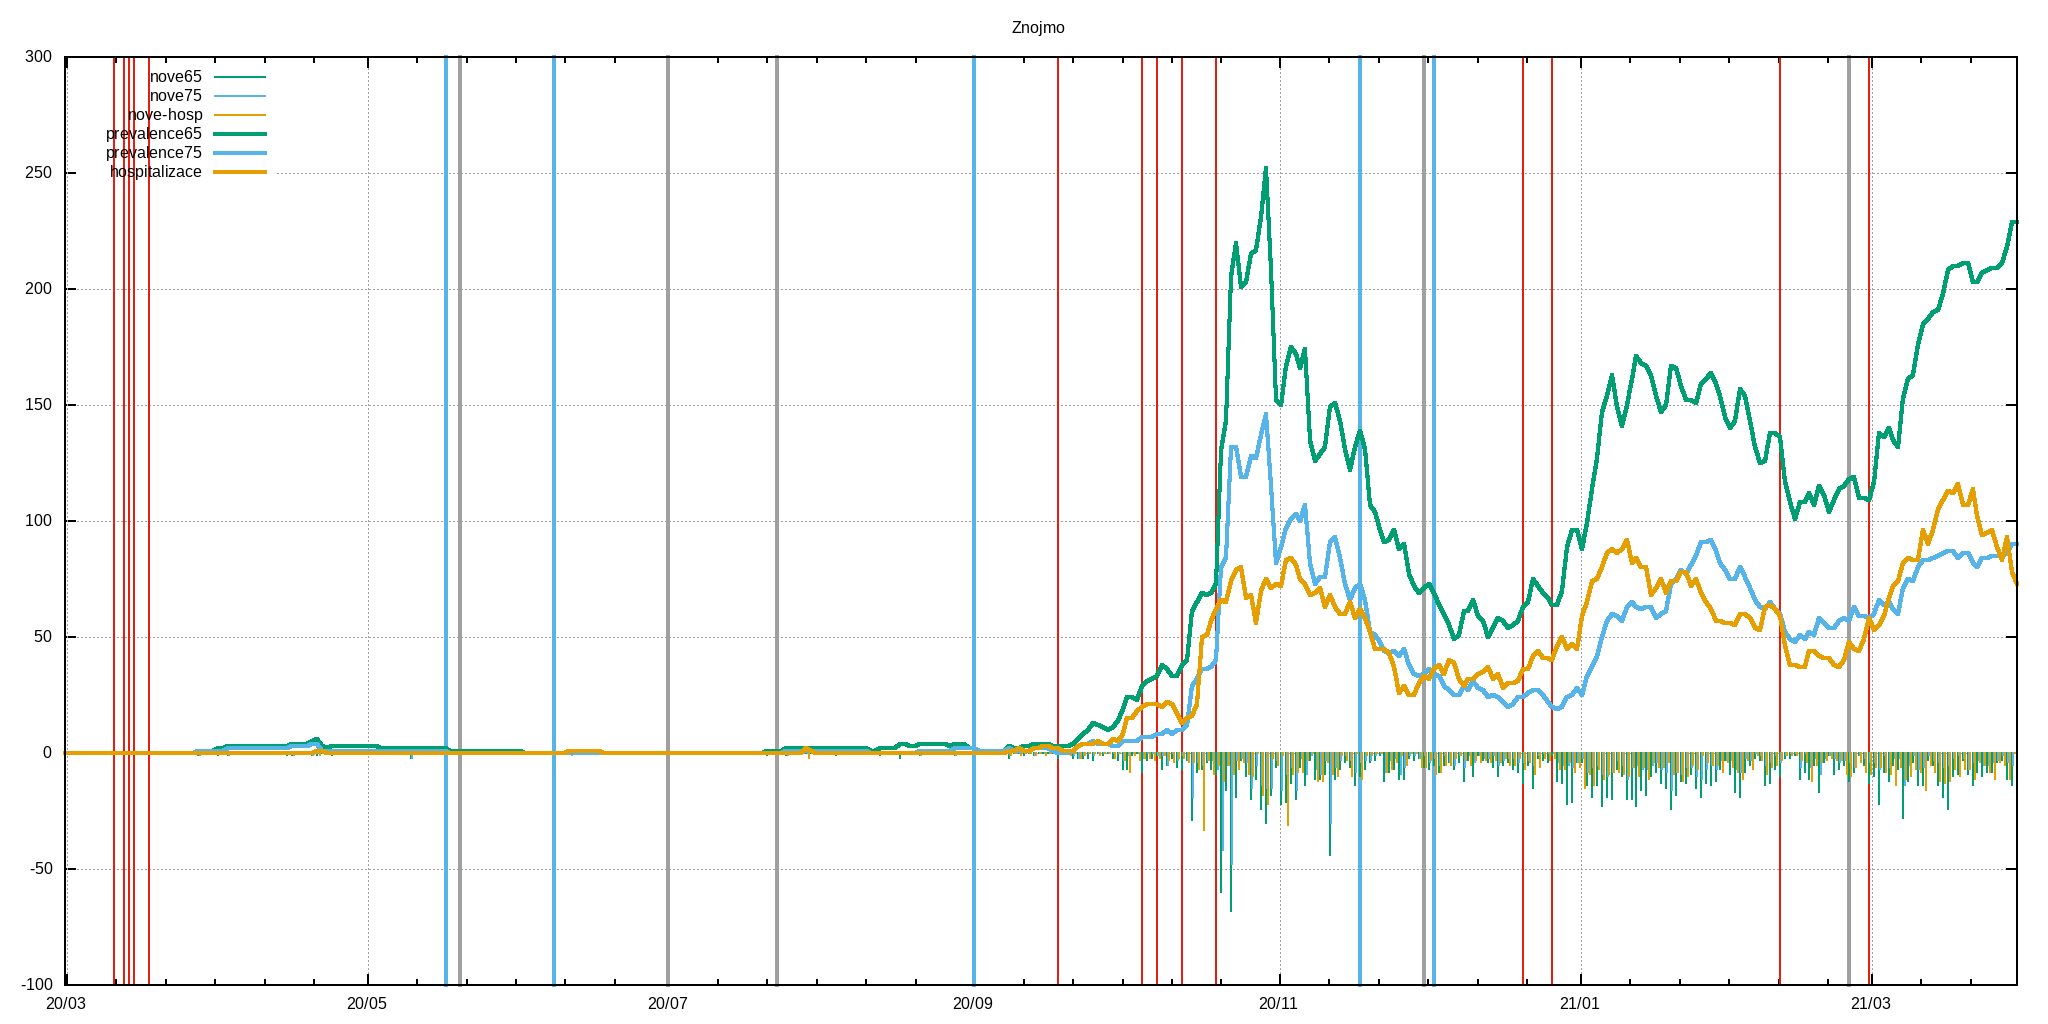 Znojmo
300
250
200
150
100
50
0
-50
-100
nove65
nove75
nove-hosp
prevalence65
prevalence75
hospitalizace
20/03 20/05 20/07 20/09 20/11 21/01 21/03